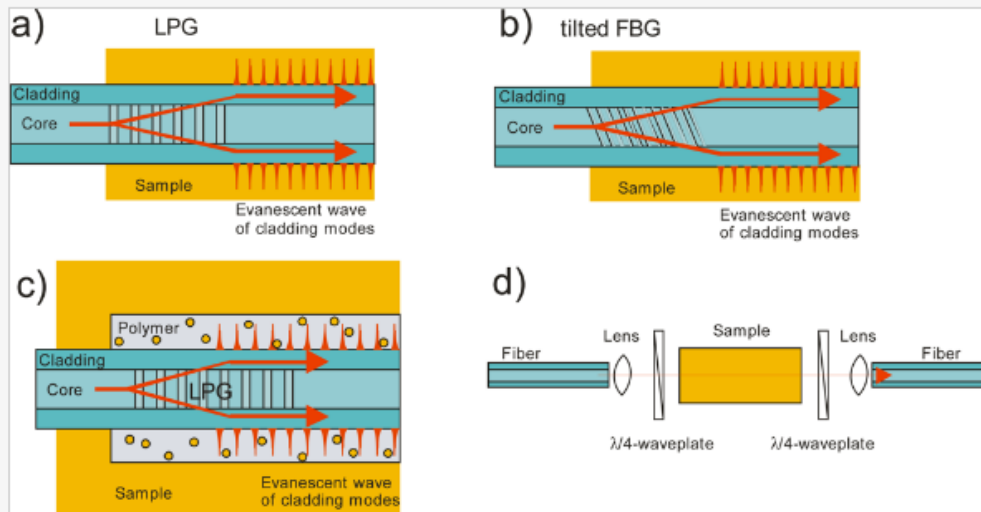 a)
LPG
Cladding
Core
Sample
Evanescent wave
of cladding modes
b)
tilted FBG
Cladding
Core
Sample
Evanescent wave
of cladding modes
c)
Polymer
Cladding
Core
LPG
Sample
Evanescent wave
of cladding modes
d)
Fiber
Lens
Sample
Lens
Fiber
λ/4-waveplate
λ/4-waveplate